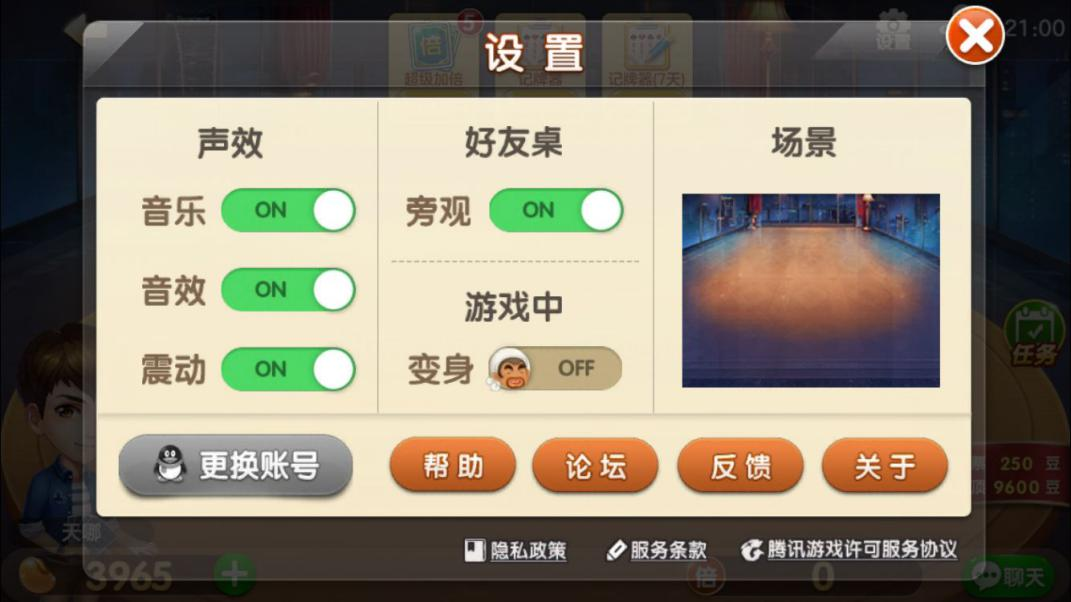 5
设置
设置
21:00
超级加倍
记牌器
记牌器(7天)
声效
好友桌
场景
音乐
ON
旁观
ON
音效
ON
游戏中
震动
ON
变身
OFF
任务
更换账号
帮助
论坛
反馈
关于
250 豆
9600 豆
天哪
隐私政策
服务条款
腾讯游戏许可服务协议
3965
倍
0
聊天